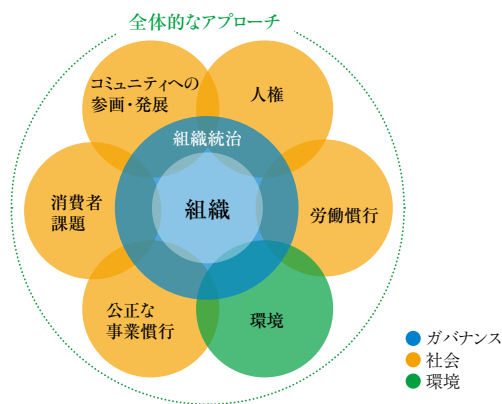 全体的なアプローチ
コミュニティへの
参画・発展
人権
組織統治
組織
消費者
課題
労働慣行
公正な
事業慣行
環境
ガバナンス
社会
環境